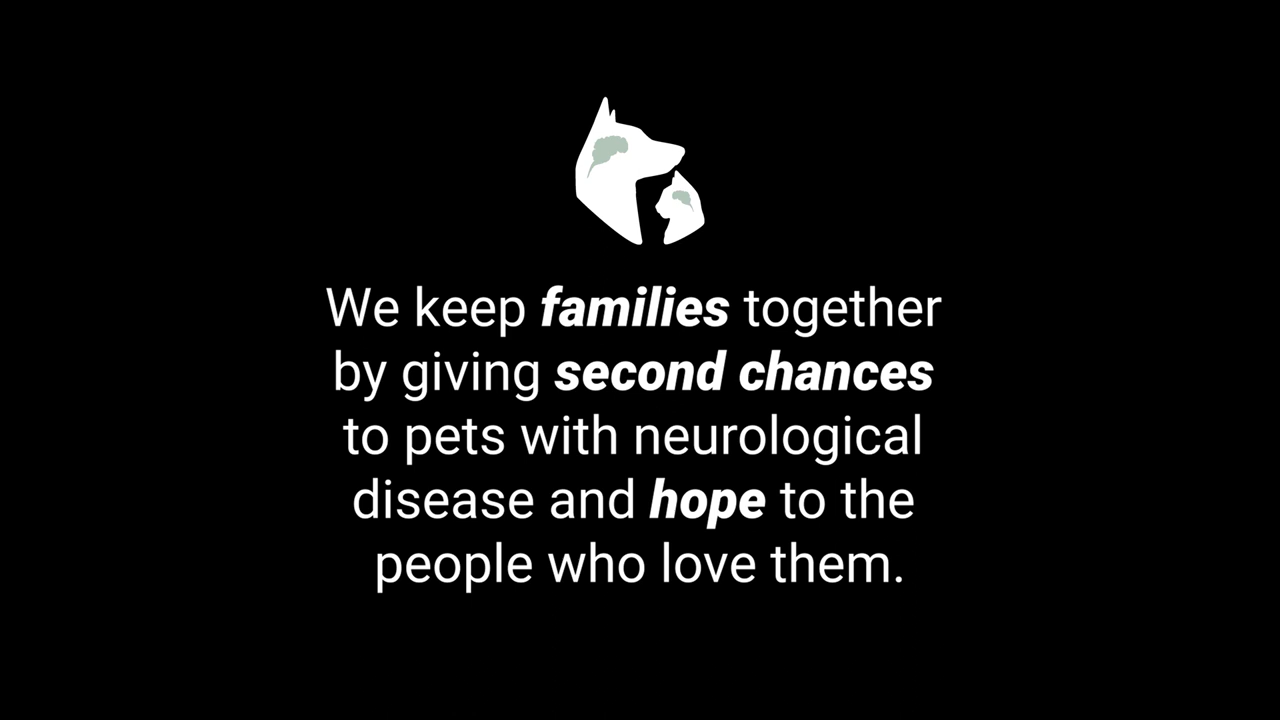 We keep families together
by giving second chances
to pets with neurological
disease and hope to the
people who love them.